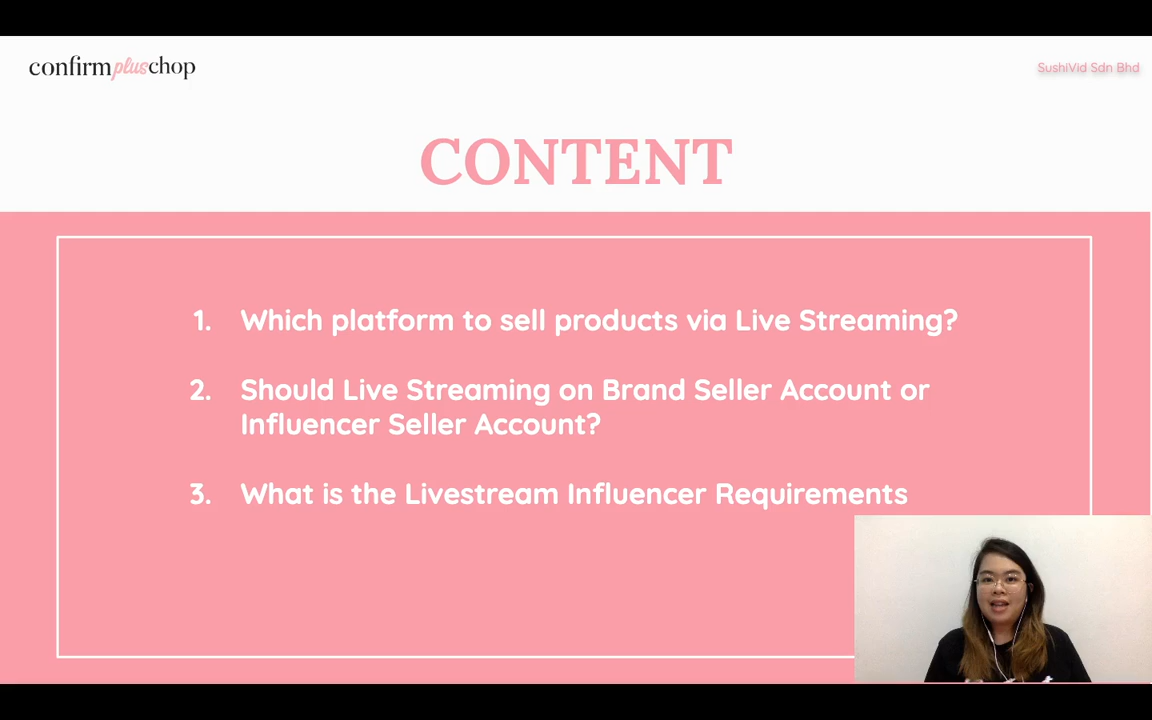 confirmpluschop
SushiVid Sdn Bhd
CONTENT
1. Which platform to sell products via Live Streaming?
2. Should Live Streaming on Brand Seller Account or
Influencer Seller Account?
3. What is the Livestream Influencer Requirements